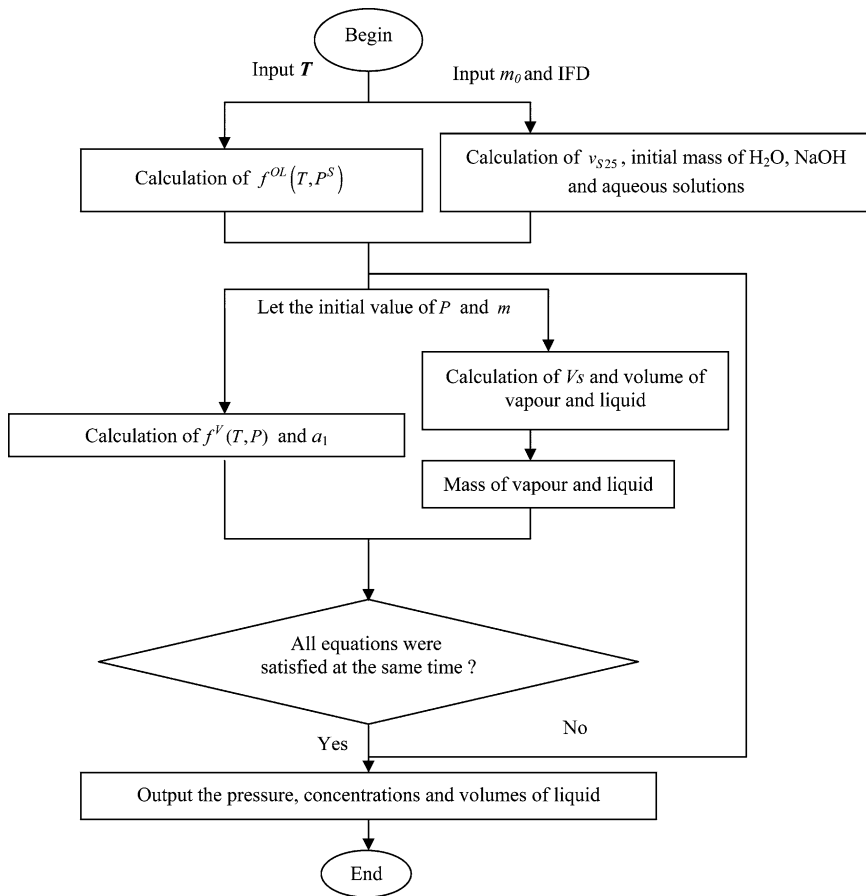 Begin
Input T
Input m₀ and IFD
Calculation of f^{OL}(T, P^S)
Calculation of v_{S25}, initial mass of H₂O, NaOH
and aqueous solutions
Let the initial value of P and m
Calculation of Vs and volume of
vapour and liquid
Calculation of f^V(T, P) and a₁
Mass of vapour and liquid
All equations were
satisfied at the same time ?
No
Yes
Output the pressure, concentrations and volumes of liquid
End